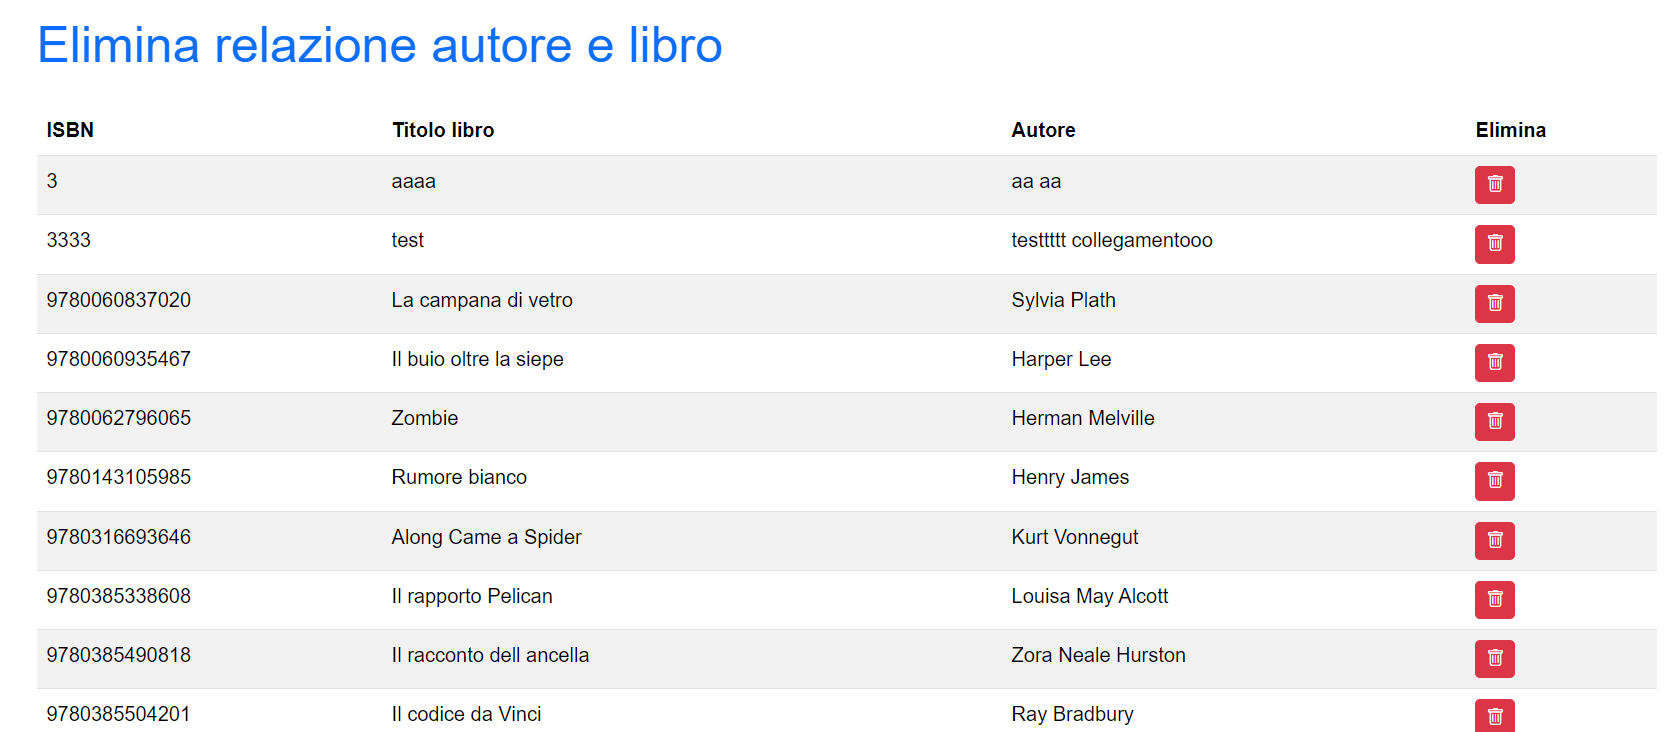 Elimina relazione autore e libro
ISBN Titolo libro Autore Elimina
3 aaaa aa aa
3333 test testtttt collegamentooo
9780060837020 La campana di vetro Sylvia Plath
9780060935467 Il buio oltre la siepe Harper Lee
9780062796065 Zombie Herman Melville
9780143105985 Rumore bianco Henry James
9780316693646 Along Came a Spider Kurt Vonnegut
9780385338608 Il rapporto Pelican Louisa May Alcott
9780385490818 Il racconto dell ancella Zora Neale Hurston
9780385504201 Il codice da Vinci Ray Bradbury